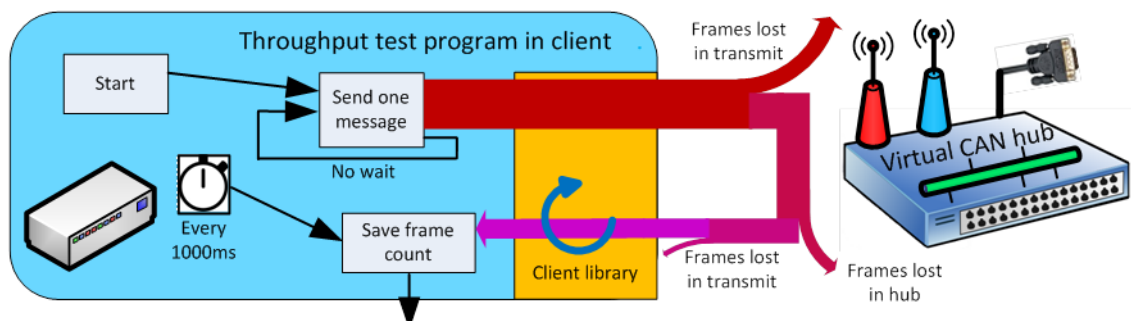 Throughput test program in client
Start
Send one
message
No wait
Every
1000ms
Save frame
count
Client library
Frames lost
in transmit
Frames lost
in transmit
Frames lost
in hub
Virtual CAN hub